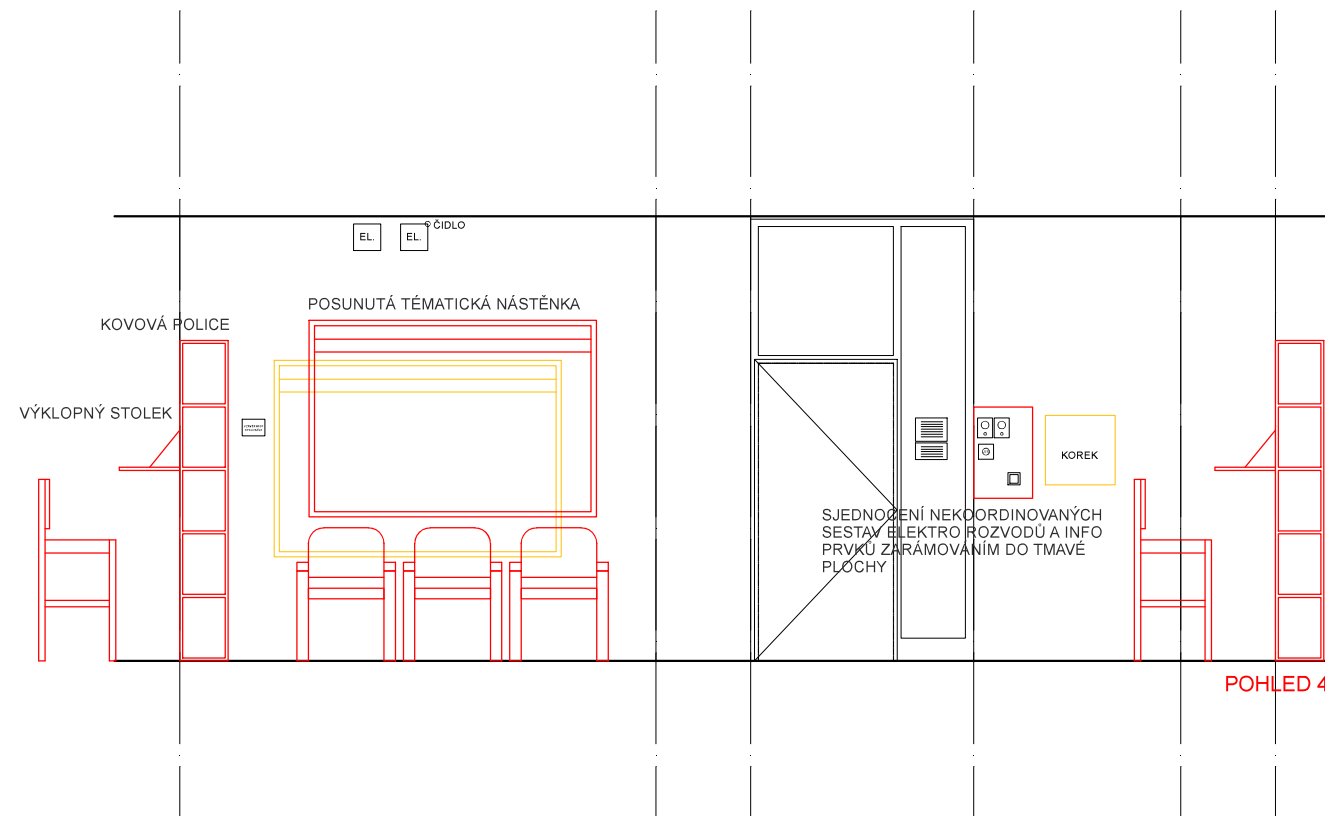 EL.
EL.
ČIDLO
POSUNUTÁ TÉMATICKÁ NÁSTĚNKA
KOVOVÁ POLICE
VÝKLOPNÝ STOLEK
KOREK
SJEDNOCENÍ NEKOORDINOVANÝCH
SESTAV ELEKTRO ROZVODŮ A INFO
PRVKŮ ZARÁMOVÁNÍM DO TMAVÉ
PLOCHY
POHLED 4